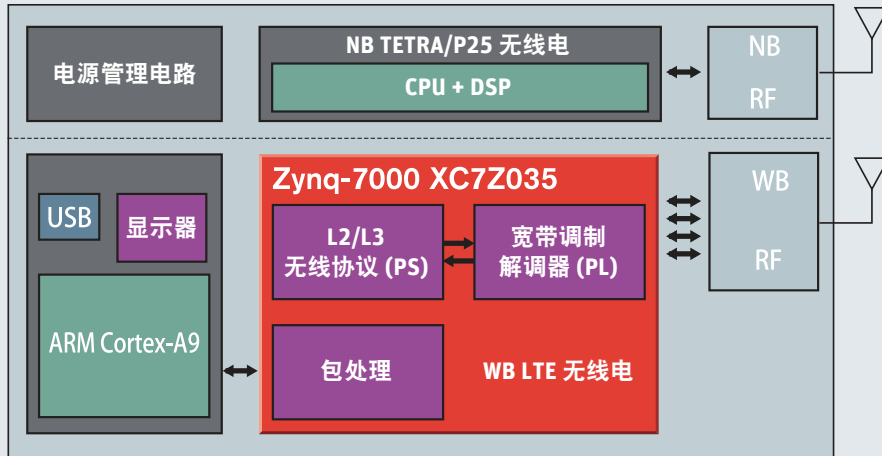 电源管理电路
NB TETRA/P25 无线电
CPU + DSP
NB
RF
USB
显示器
ARM Cortex-A9
Zynq-7000 XC7Z035
L2/L3
无线协议 (PS)
宽带调制
解调器 (PL)
包处理
WB LTE 无线电
WB
RF